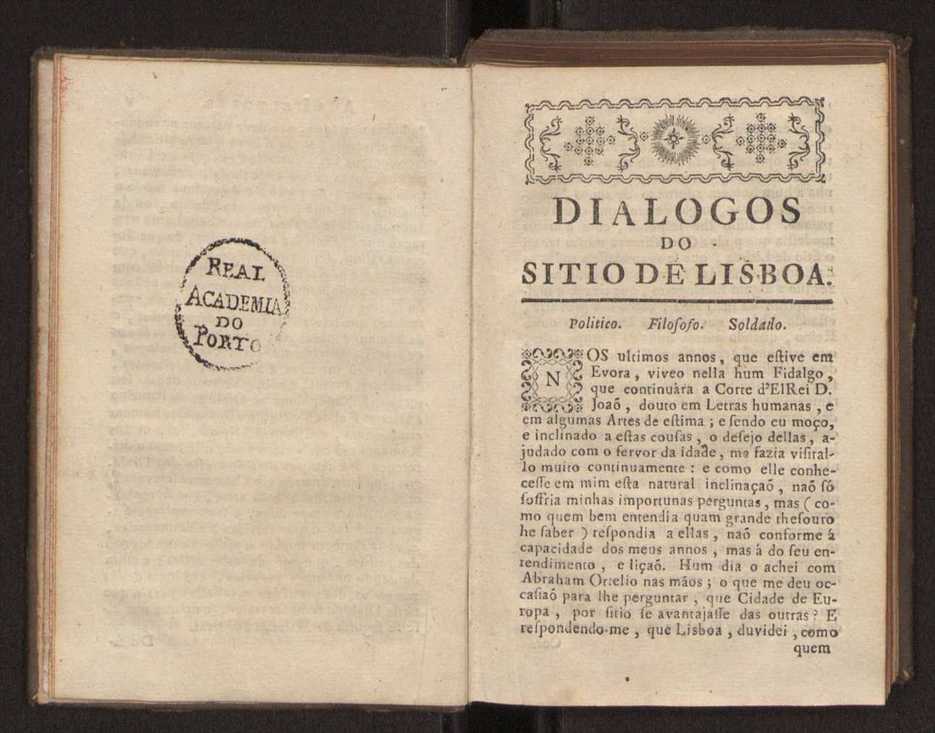 REAL
ACADEMIA
DO
PORTO
DIALOGOS
DO
SITIO DE LISBOA.
Politico. Filoſofo. Soldado.
NOS ultimos annos, que eſtive em
Evora, viveo nella hum Fidalgo,
que continuàra a Corte d'ElRei D.
Joaõ, douto em Letras humanas, e
em algumas Artes de eſtima; e ſendo eu moço,
e inclinado a eſtas couſas, o deſejo dellas, a-
judado com o fervor da idade, me fazia viſital-
lo muito continuamente: e como elle conhe-
ceſſe em mim eſta natural inclinaçaõ, naõ ſó
ſoffria minhas importunas perguntas, mas (co-
mo quem bem entendia quam grande theſouro
he ſaber) reſpondia a ellas, naõ conforme á
capacidade dos meus annos, mas á do ſeu en-
tendimento, e liçaõ. Hum dia o achei com
Abraham Ortelio nas mãos; o que me deu oc-
caſiaõ para lhe perguntar, que Cidade de Eu-
ropa, por ſitio ſe avantajaſſe das outras? E
reſpondendo-me, que Lisboa, duvidei, como
quem